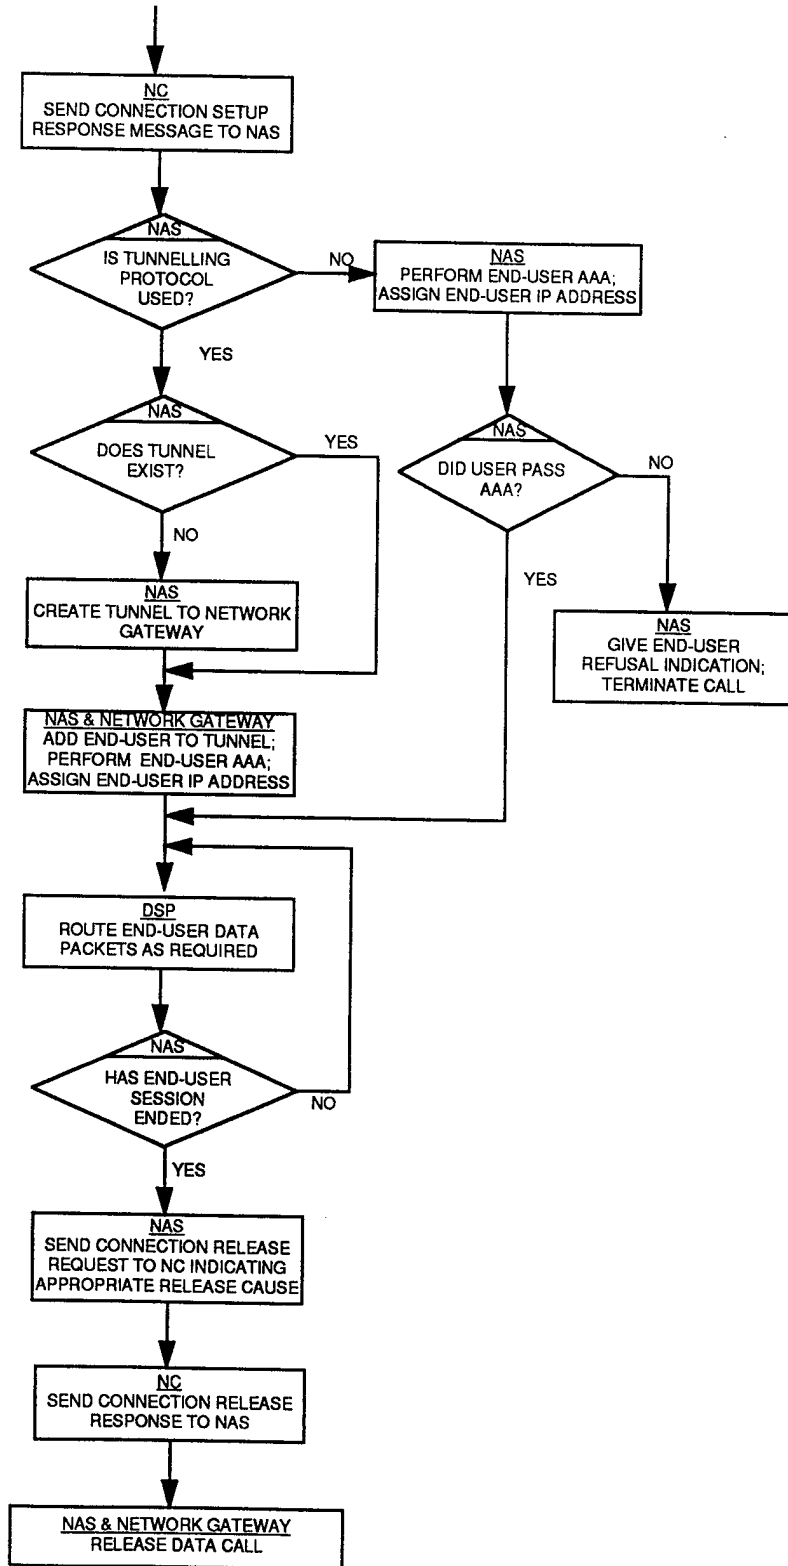 NC
SEND CONNECTION SETUP
RESPONSE MESSAGE TO NAS
NAS
IS TUNNELLING
PROTOCOL
USED?
NO
NAS
PERFORM END-USER AAA;
ASSIGN END-USER IP ADDRESS
YES
NAS
DOES TUNNEL
EXIST?
YES
NAS
DID USER PASS
AAA?
NO
NO
YES
NAS
CREATE TUNNEL TO NETWORK
GATEWAY
NAS
GIVE END-USER
REFUSAL INDICATION;
TERMINATE CALL
NAS & NETWORK GATEWAY
ADD END-USER TO TUNNEL;
PERFORM END-USER AAA;
ASSIGN END-USER IP ADDRESS
DSP
ROUTE END-USER DATA
PACKETS AS REQUIRED
NAS
HAS END-USER
SESSION
ENDED?
NO
YES
NAS
SEND CONNECTION RELEASE
REQUEST TO NC INDICATING
APPROPRIATE RELEASE CAUSE
NC
SEND CONNECTION RELEASE
RESPONSE TO NAS
NAS & NETWORK GATEWAY
RELEASE DATA CALL